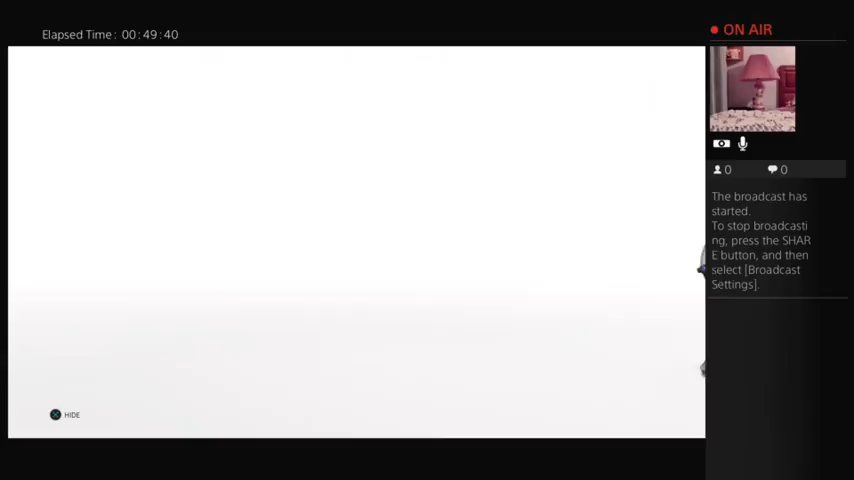 Elapsed Time: 00:49:40
ON AIR
0
0
The broadcast has
started.
To stop broadcasti
ng, press the SHAR
E button, and then
select [Broadcast
Settings].
HIDE